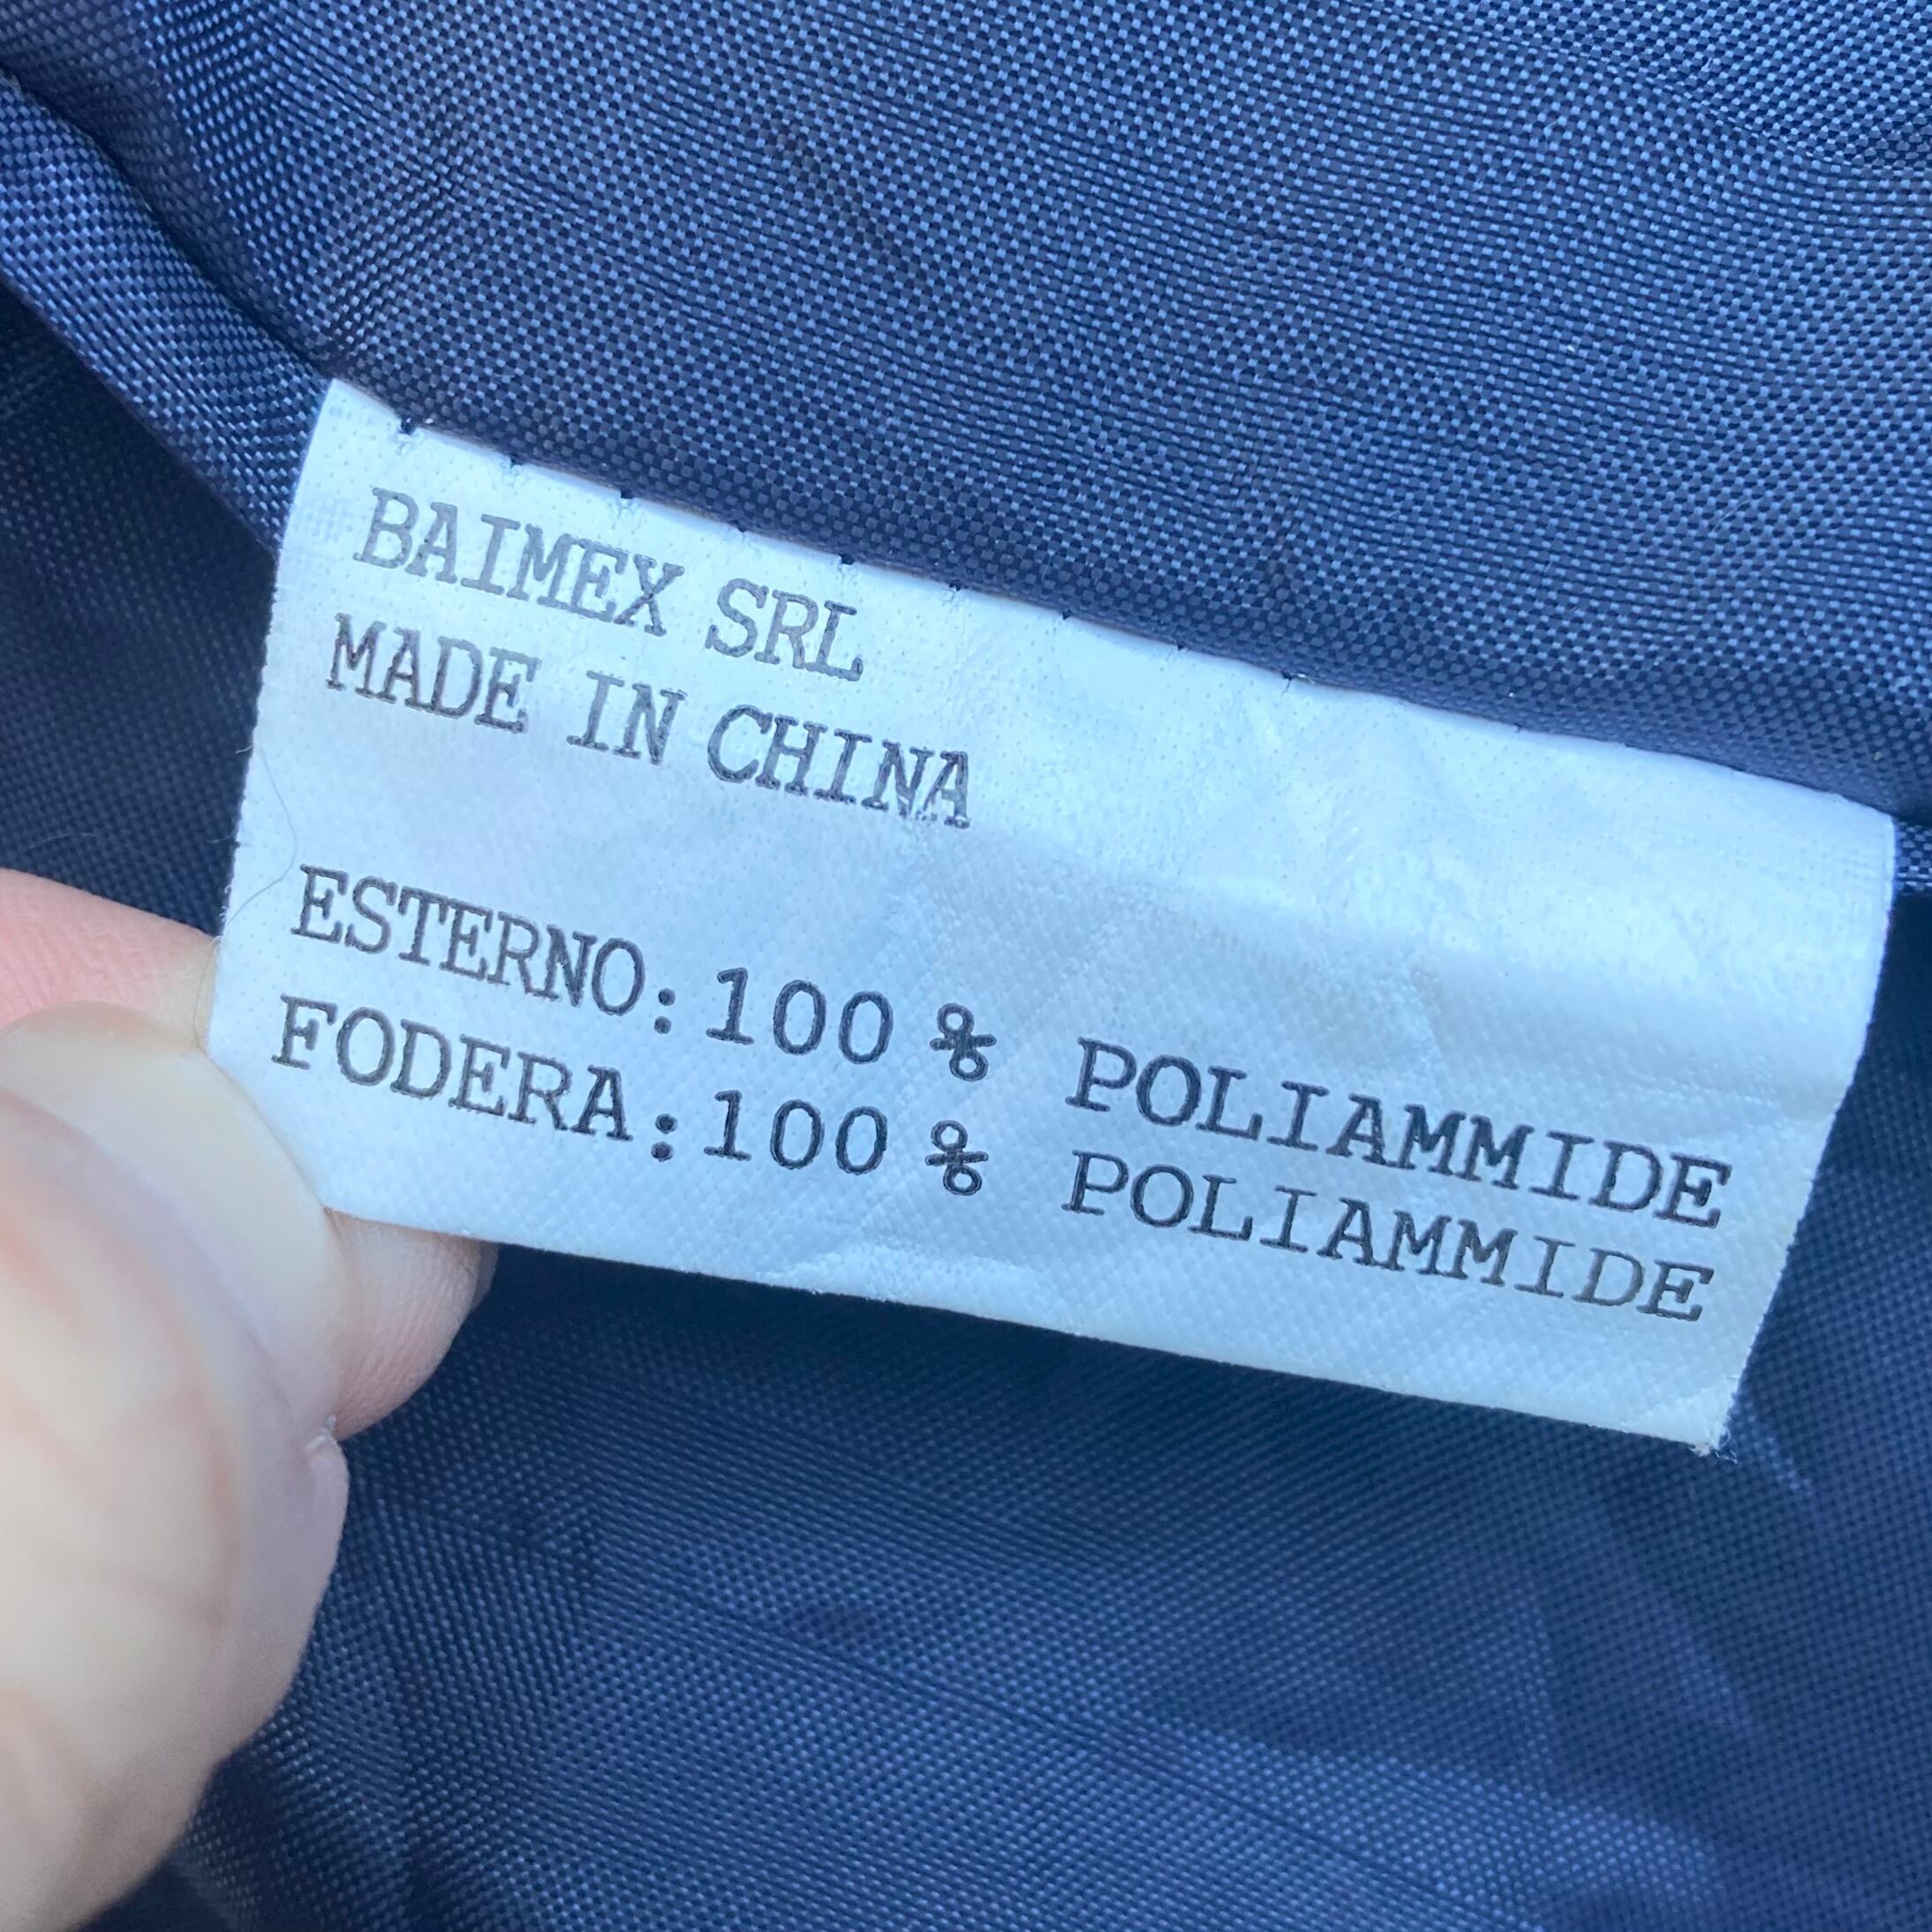 BAIMEX SRL
MADE IN CHINA
ESTERNO:100% POLIAMMIDE
FODERA:100% POLIAMMIDE